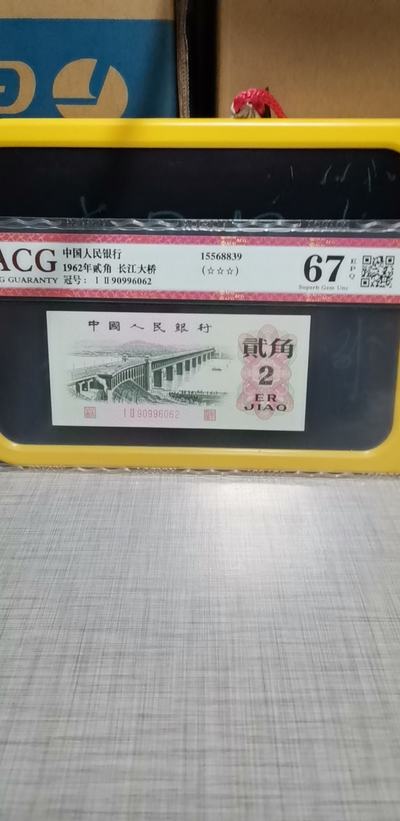 ACG
G GUARANTY
中国人民银行
1962年贰角 长江大桥
冠号: I II 90996062
15568839
(☆☆☆)
67
EPQ
Superb Gem Unc
中國人民銀行
貳角
2
ER
JIAO
I II 90996062